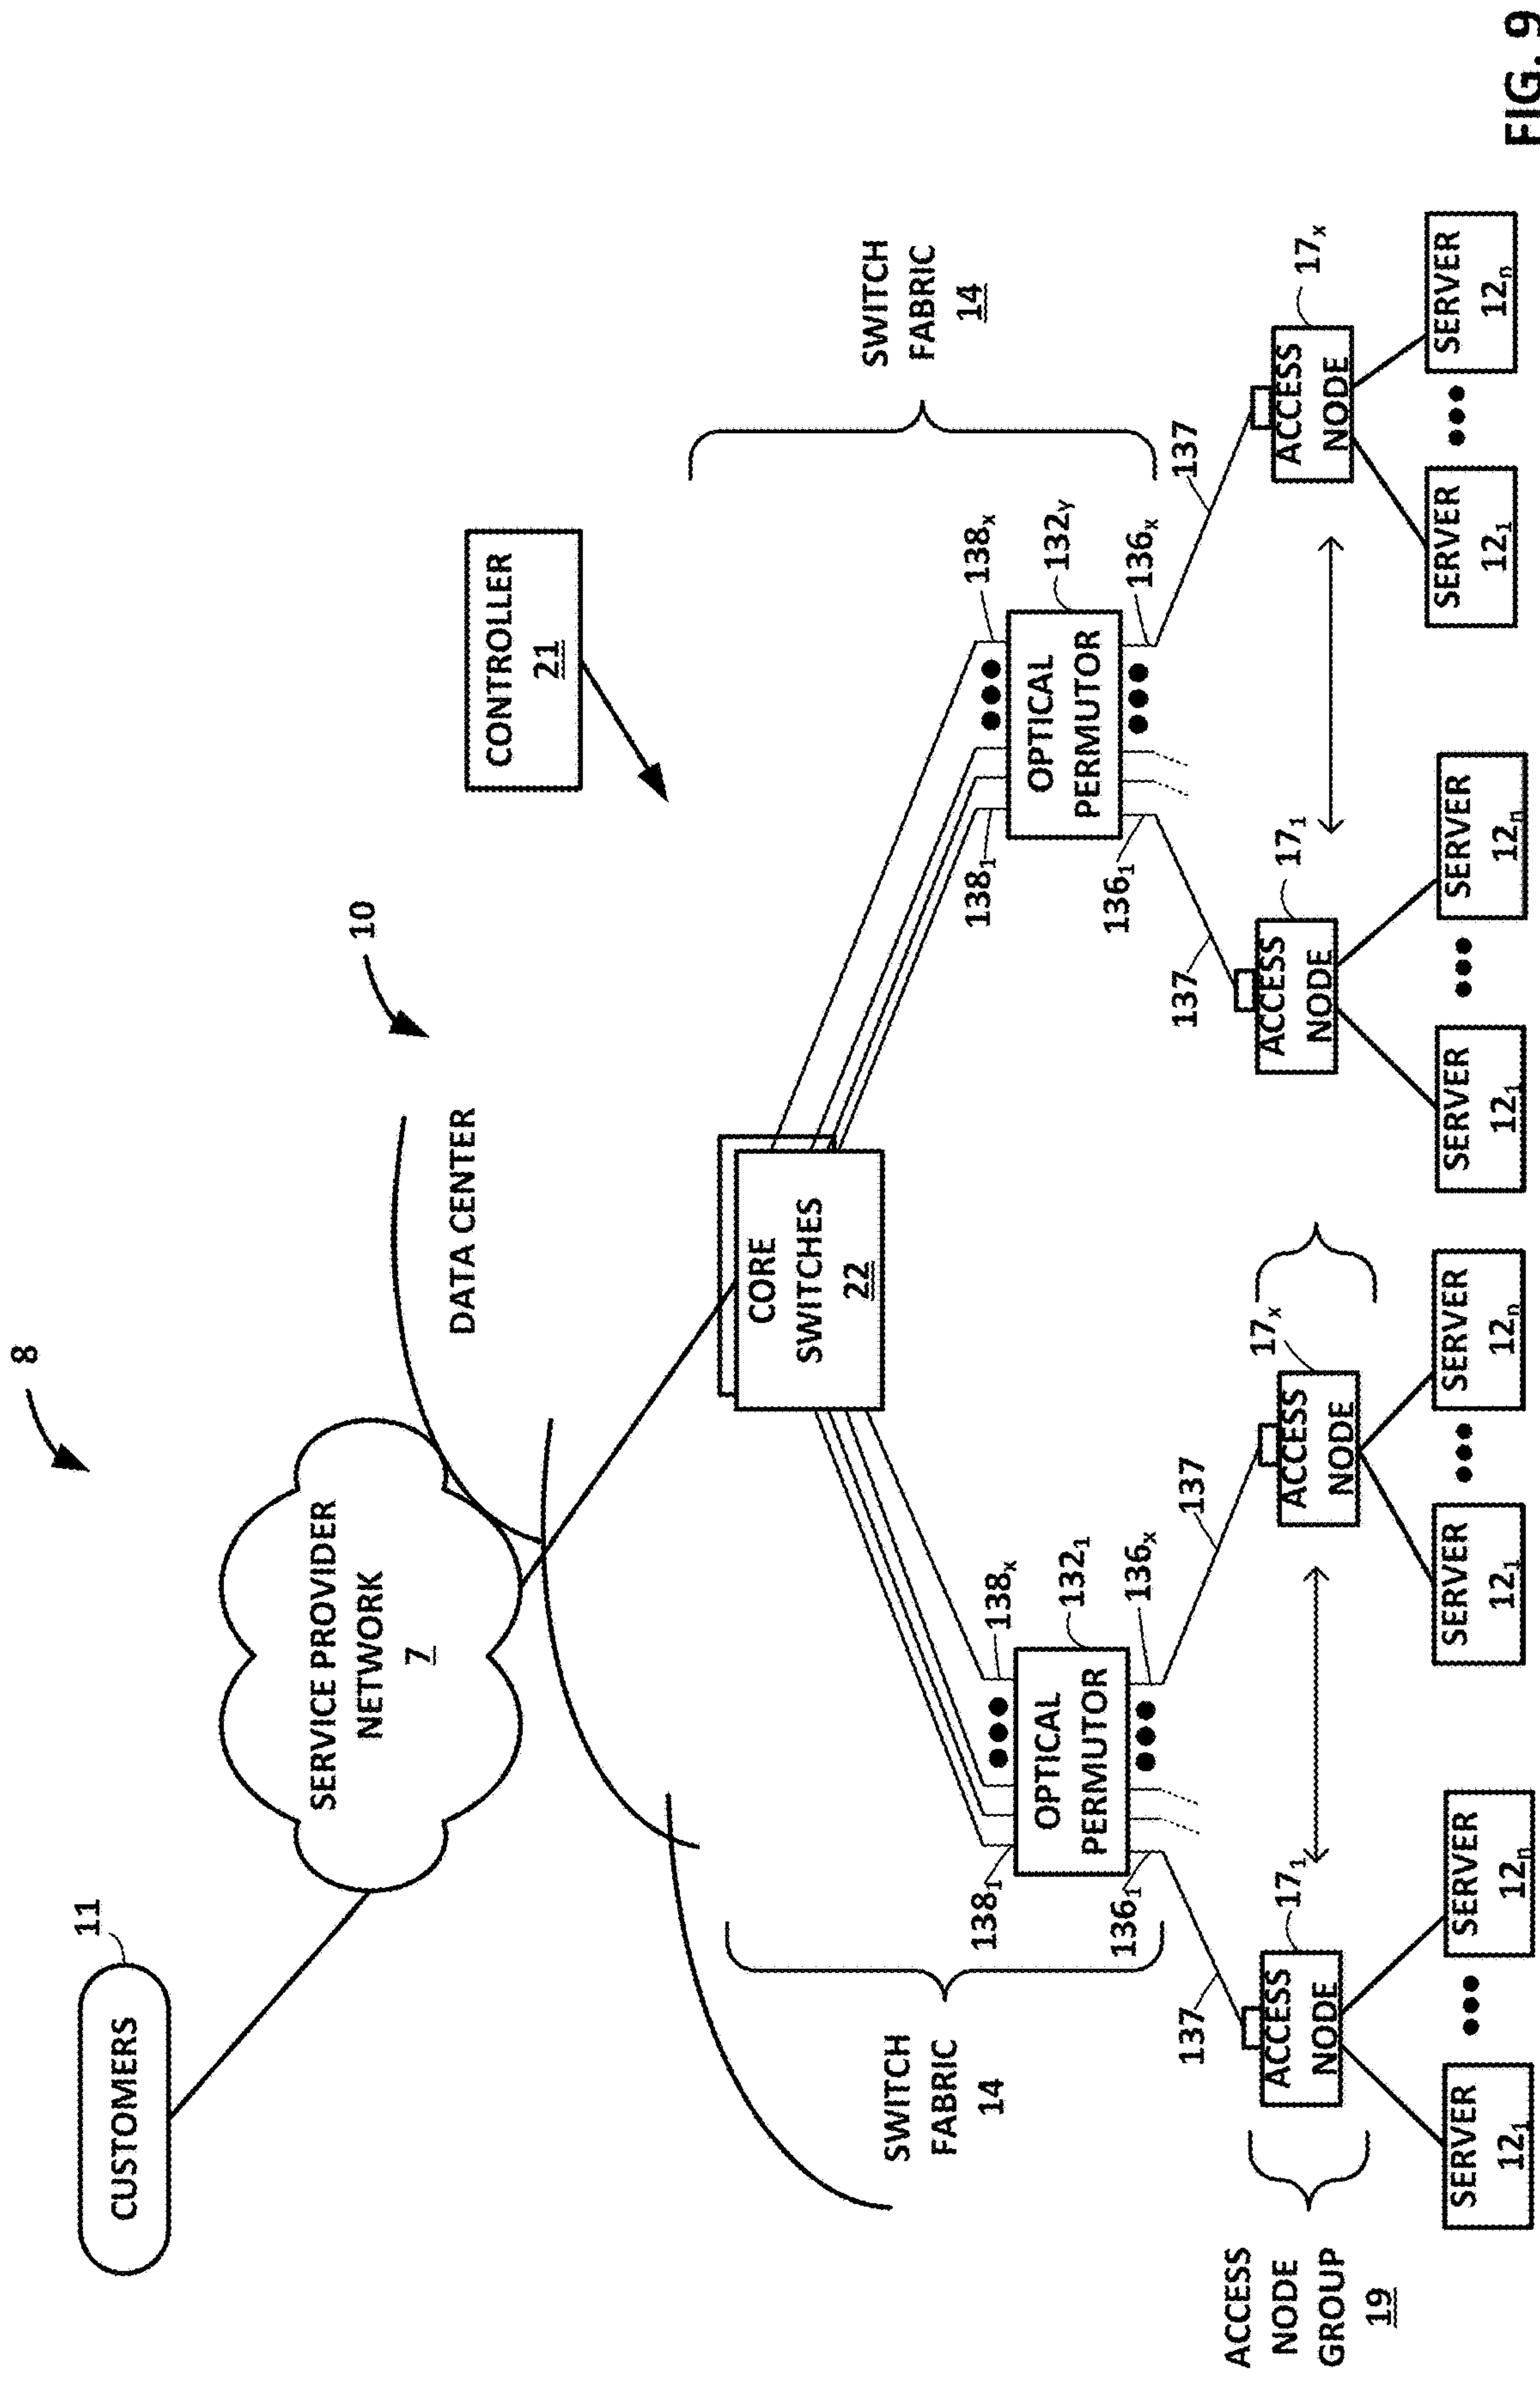 8
CUSTOMERS
11
SERVICE PROVIDER
NETWORK
7
10
DATA CENTER
CONTROLLER
21
CORE
SWITCHES
22
SWITCH
FABRIC
14
SWITCH
FABRIC
14
138₁
138ₓ
OPTICAL
PERMUTOR
132₁
136₁
136ₓ
138₁
138ₓ
OPTICAL
PERMUTOR
132ᵧ
136₁
136ₓ
137
137
137
137
ACCESS
NODE
GROUP
19
ACCESS
NODE
17₁
ACCESS
NODE
17ₓ
ACCESS
NODE
17₁
ACCESS
NODE
17ₓ
SERVER
12₁
SERVER
12ₙ
SERVER
12₁
SERVER
12ₙ
SERVER
12₁
SERVER
12ₙ
SERVER
12₁
SERVER
12ₙ
FIG. 9